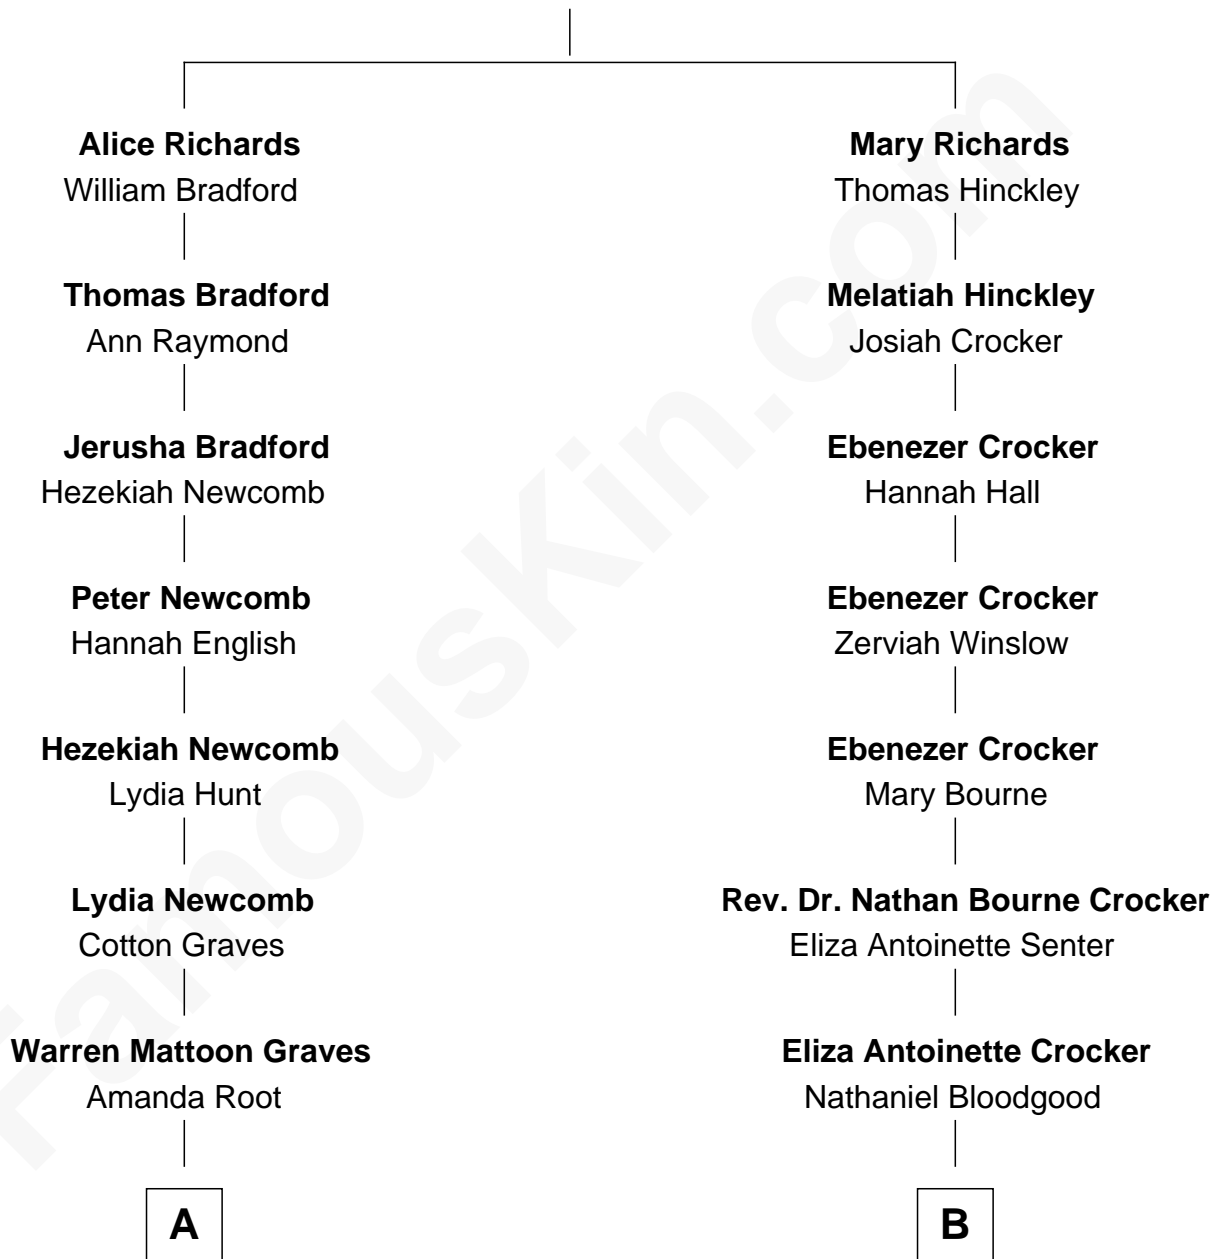 Alice Richards
William Bradford
Thomas Bradford
Ann Raymond
Jerusha Bradford
Hezekiah Newcomb
Peter Newcomb
Hannah English
Hezekiah Newcomb
Lydia Hunt
Lydia Newcomb
Cotton Graves
Warren Mattoon Graves
Amanda Root
A
Mary Richards
Thomas Hinckley
Melatiah Hinckley
Josiah Crocker
Ebenezer Crocker
Hannah Hall
Ebenezer Crocker
Zerviah Winslow
Ebenezer Crocker
Mary Bourne
Rev. Dr. Nathan Bourne Crocker
Eliza Antoinette Senter
Eliza Antoinette Crocker
Nathaniel Bloodgood
B
FamousKin.com